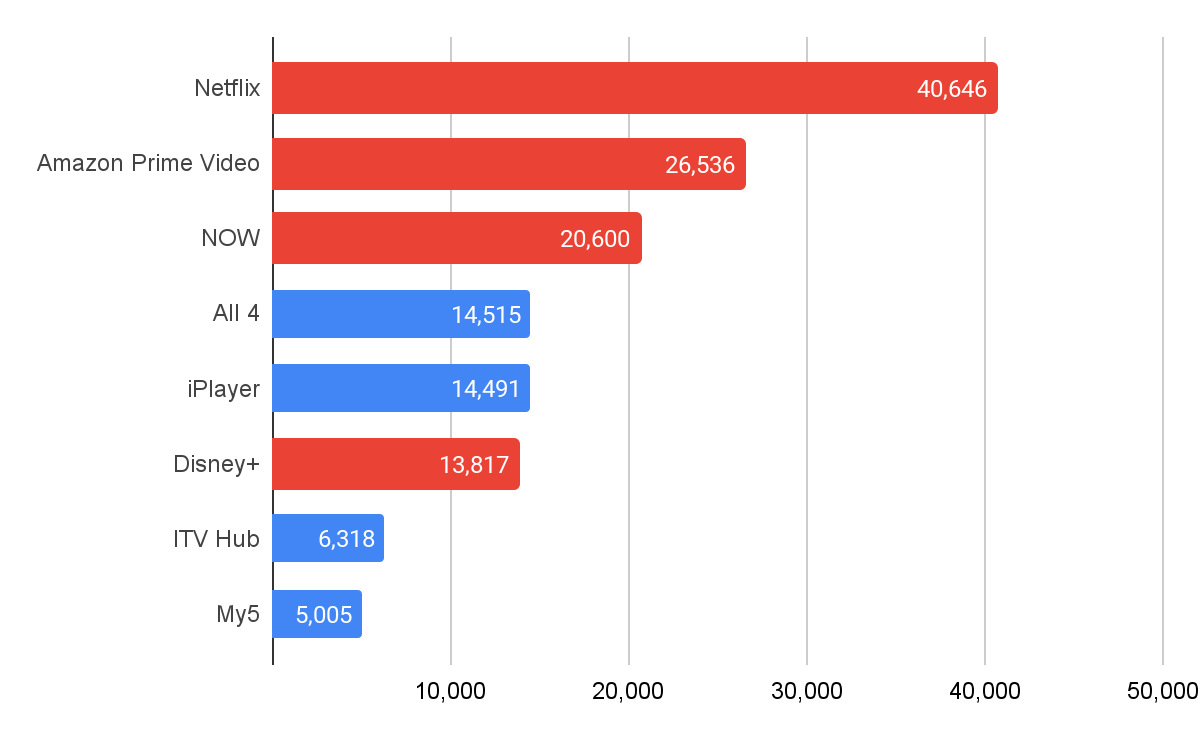 Netflix 40,646
Amazon Prime Video 26,536
NOW 20,600
All 4 14,515
iPlayer 14,491
Disney+ 13,817
ITV Hub 6,318
My5 5,005
10,000 20,000 30,000 40,000 50,000